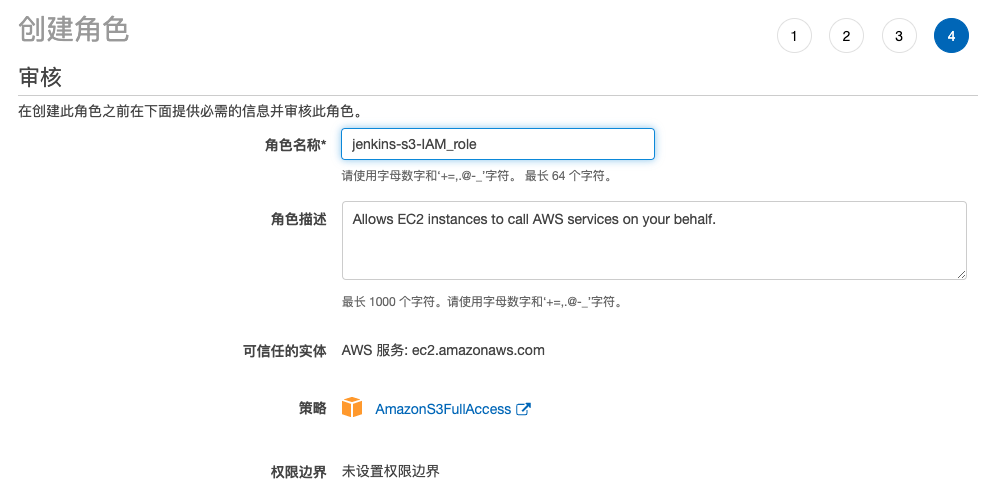 创建角色
1 2 3 4
审核
在创建此角色之前在下面提供必需的信息并审核此角色。
角色名称* jenkins-s3-IAM_role
请使用字母数字和‘+=,.@-_’字符。 最长 64 个字符。
角色描述 Allows EC2 instances to call AWS services on your behalf.
最长 1000 个字符。请使用字母数字和‘+=,.@-_’字符。
可信任的实体 AWS 服务: ec2.amazonaws.com
策略 AmazonS3FullAccess
权限边界 未设置权限边界